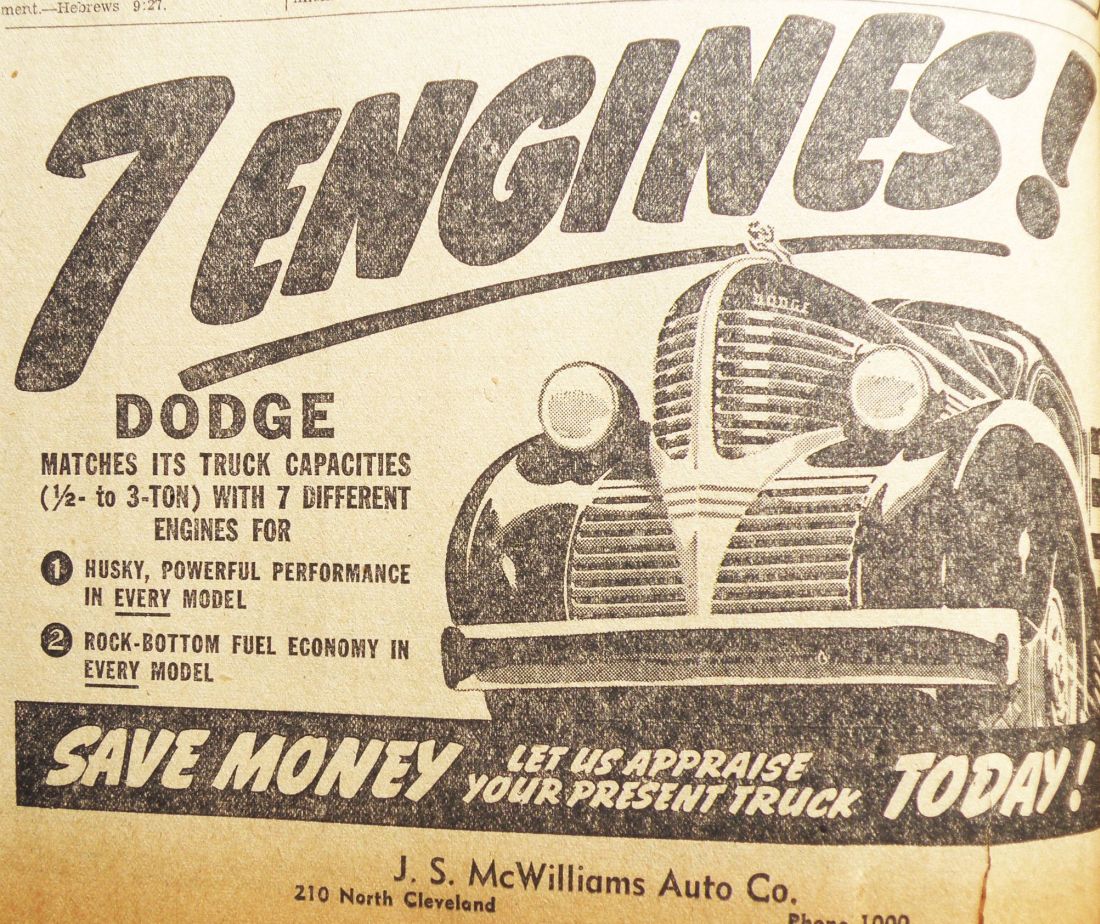 ment.—Hebrews 9:27.
7 ENGINES!
DODGE
DODGE
MATCHES ITS TRUCK CAPACITIES
(½- to 3-TON) WITH 7 DIFFERENT
ENGINES FOR
1 HUSKY, POWERFUL PERFORMANCE
IN EVERY MODEL
2 ROCK-BOTTOM FUEL ECONOMY IN
EVERY MODEL
SAVE MONEY LET US APPRAISE
YOUR PRESENT TRUCK TODAY!
J. S. McWilliams Auto Co.
210 North Cleveland
Phone 1000